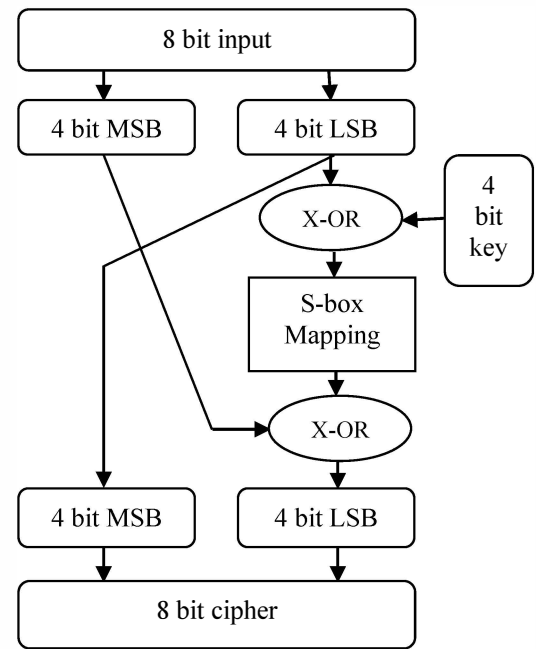 8 bit input
4 bit MSB
4 bit LSB
X-OR
4
bit
key
S-box
Mapping
X-OR
4 bit MSB
4 bit LSB
8 bit cipher